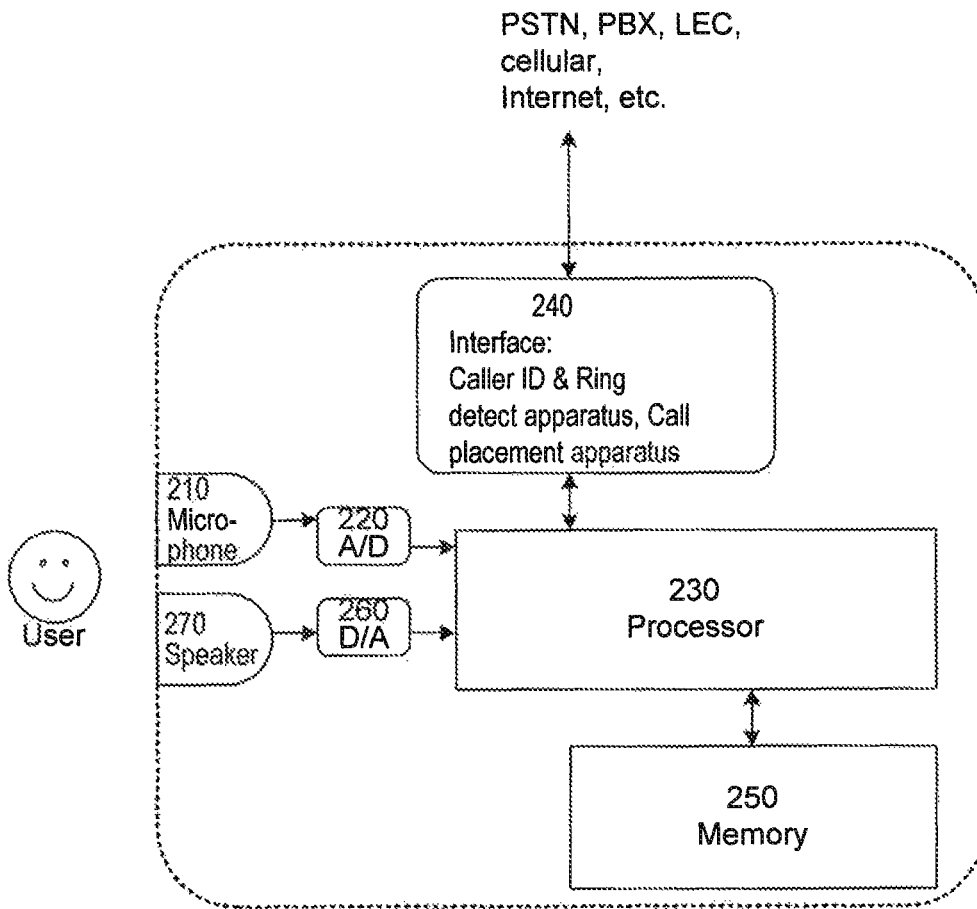 PSTN, PBX, LEC,
cellular,
Internet, etc.
240
Interface:
Caller ID & Ring
detect apparatus, Call
placement apparatus
210
Micro-
phone
220
A/D
230
Processor
User
270
Speaker
260
D/A
250
Memory